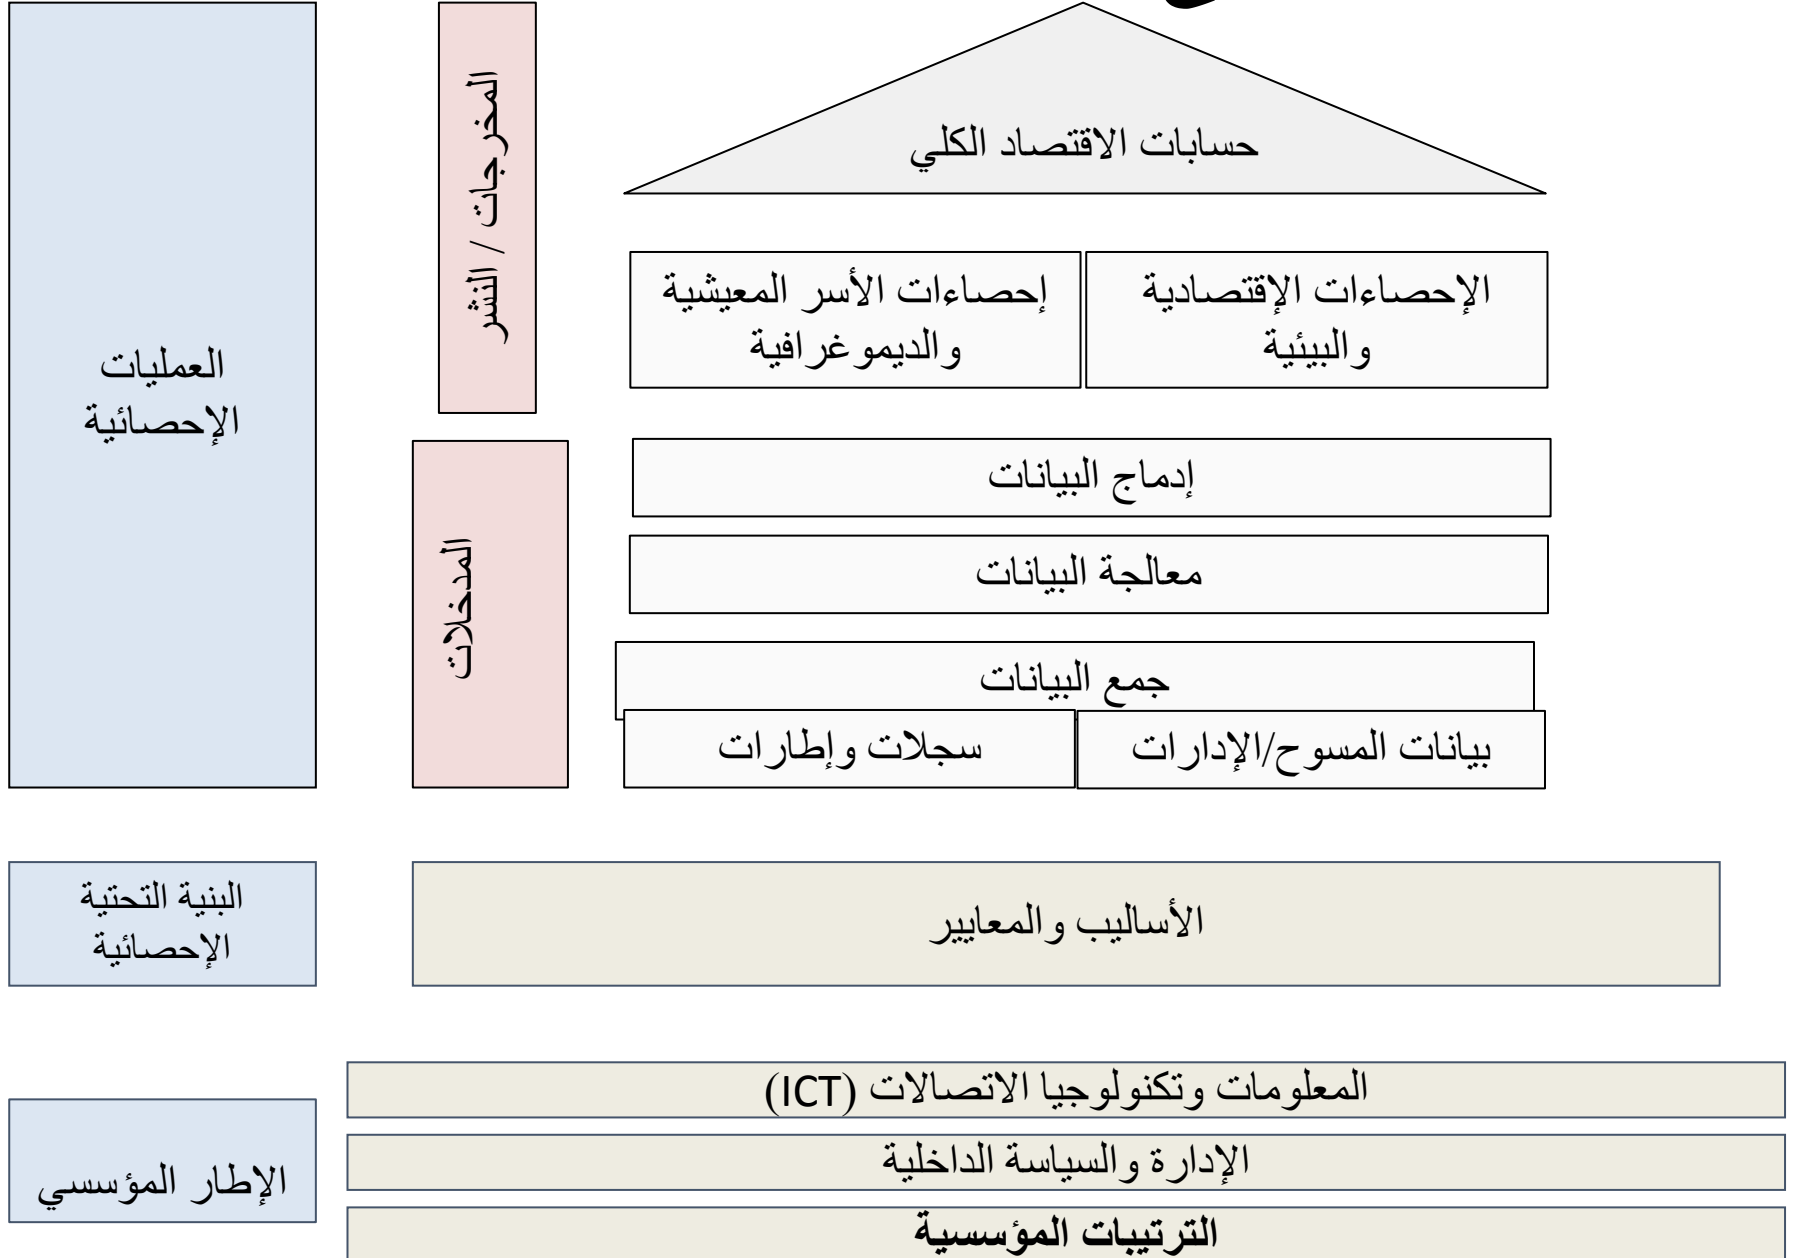 المخرجات / النشر
حسابات الاقتصاد الكلي
إحصاءات الأسر المعيشية
والديموغرافية
الإحصاءات الإقتصادية
والبيئية
العمليات
الإحصائية
إدماج البيانات
معالجة البيانات
المدخلات
جمع البيانات
سجلات وإطارات
بيانات المسوح/الإدارات
البنية التحتية
الإحصائية
الأساليب والمعايير
المعلومات وتكنولوجيا الاتصالات (ICT)
الإدارة والسياسة الداخلية
الإطار المؤسسي
الترتيبات المؤسسية